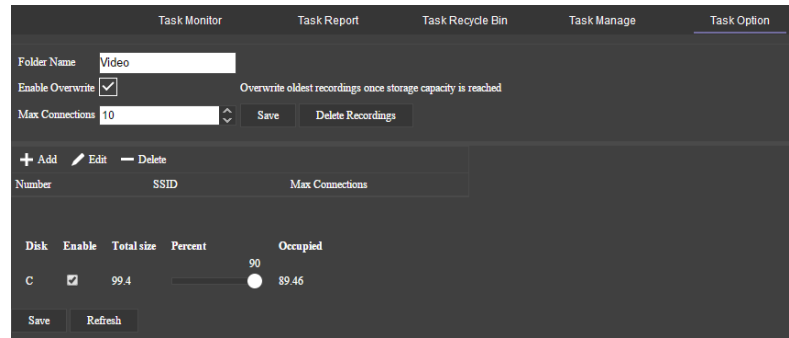 Task Monitor Task Report Task Recycle Bin Task Manage Task Option
Folder Name Video
Enable Overwrite Overwrite oldest recordings once storage capacity is reached
Max Connections 10 Save Delete Recordings
Add Edit Delete
Number SSID Max Connections
Disk Enable Total size Percent Occupied
90
C 99.4 89.46
Save Refresh